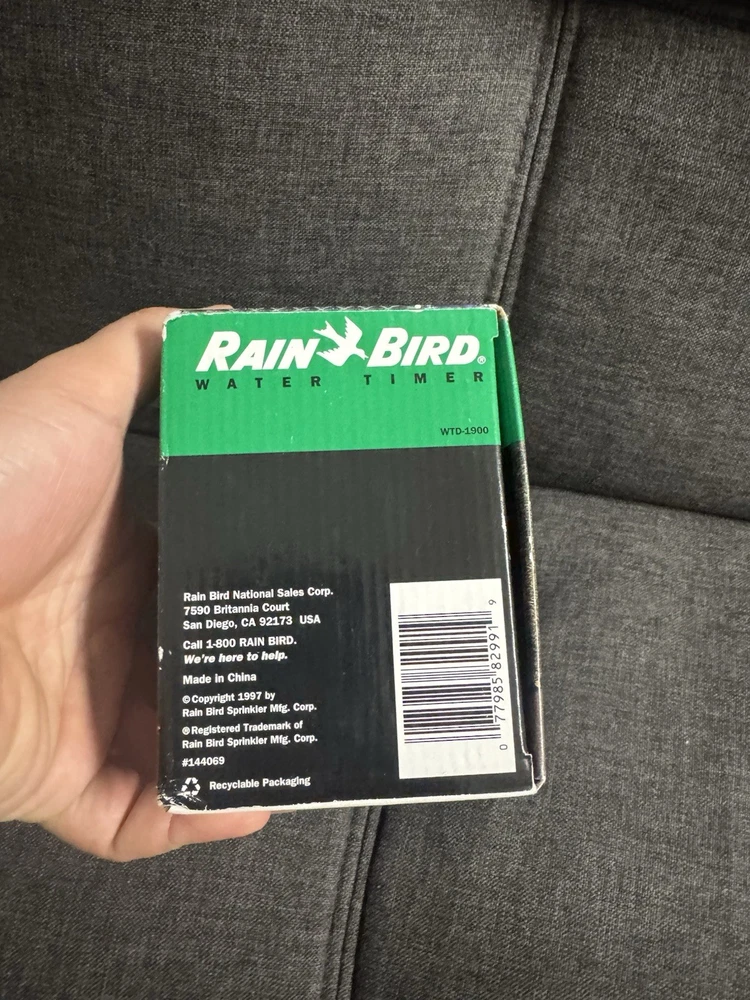 RAIN BIRD®
WATER TIMER
WTD-1900
Rain Bird National Sales Corp.
7590 Britannia Court
San Diego, CA 92173 USA
Call 1-800 RAIN BIRD.
We're here to help.
Made in China
© Copyright 1997 by
Rain Bird Sprinkler Mfg. Corp.
® Registered Trademark of
Rain Bird Sprinkler Mfg. Corp.
#144069
Recyclable Packaging
0 77985 82991 9